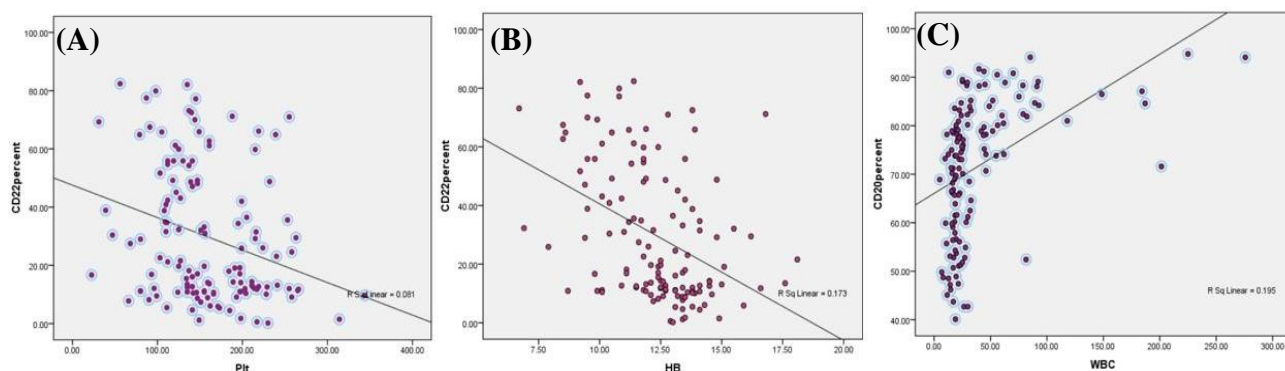 (A)
100.00
80.00
60.00
40.00
20.00
0.00
CD22percent
R Sq Linear = 0.081
0.00 100.00 200.00 300.00 400.00
Plt
(B)
100.00
80.00
60.00
40.00
20.00
0.00
CD22percent
R Sq Linear = 0.173
7.50 10.00 12.50 15.00 17.50 20.00
HB
(C)
100.00
90.00
80.00
70.00
60.00
50.00
40.00
CD20percent
R Sq Linear = 0.195
0.00 50.00 100.00 150.00 200.00 250.00 300.00
WBC